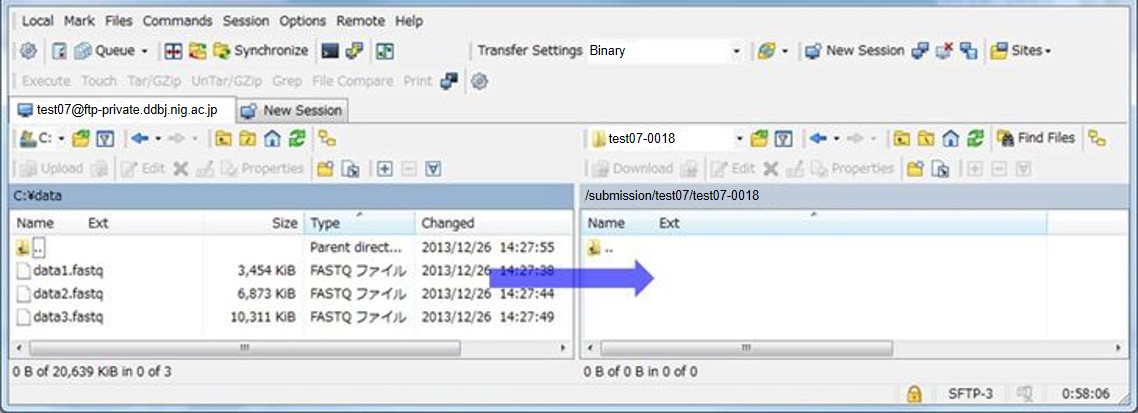 Local Mark Files Commands Session Options Remote Help
Queue Synchronize Transfer Settings Binary New Session Sites
Execute Touch Tar/GZip UnTar/GZip Grep File Compare Print
test07@ftp-private.ddbj.nig.ac.jp New Session
C: test07-0018 Find Files
Upload Edit Properties Download Edit Properties
C:¥data /submission/test07/test07-0018
Name Ext Size Type Changed Name Ext
.. Parent direct... 2013/12/26 14:27:55 ..
data1.fastq 3,454 KiB FASTQ ファイル 2013/12/26 14:27:38
data2.fastq 6,873 KiB FASTQ ファイル 2013/12/26 14:27:44
data3.fastq 10,311 KiB FASTQ ファイル 2013/12/26 14:27:49
0 B of 20,639 KiB in 0 of 3 0 B of 0 B in 0 of 0
SFTP-3 0:58:06